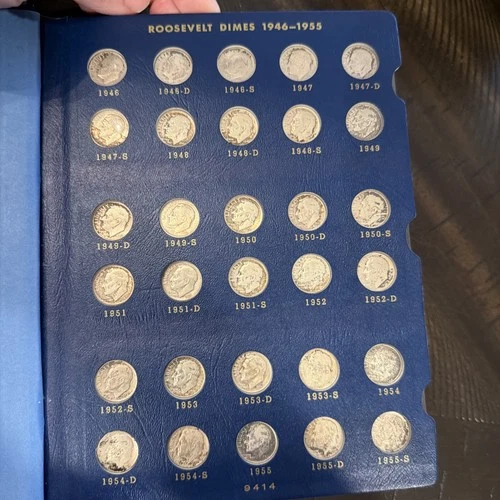 ROOSEVELT DIMES 1946-1955
1946 1946-D 1946-S 1947 1947-D
1947-S 1948 1948-D 1948-S 1949
1949-D 1949-S 1950 1950-D 1950-S
1951 1951-D 1951-S 1952 1952-D
1952-S 1953 1953-D 1953-S 1954
1954-D 1954-S 1955 1955-D 1955-S
9414